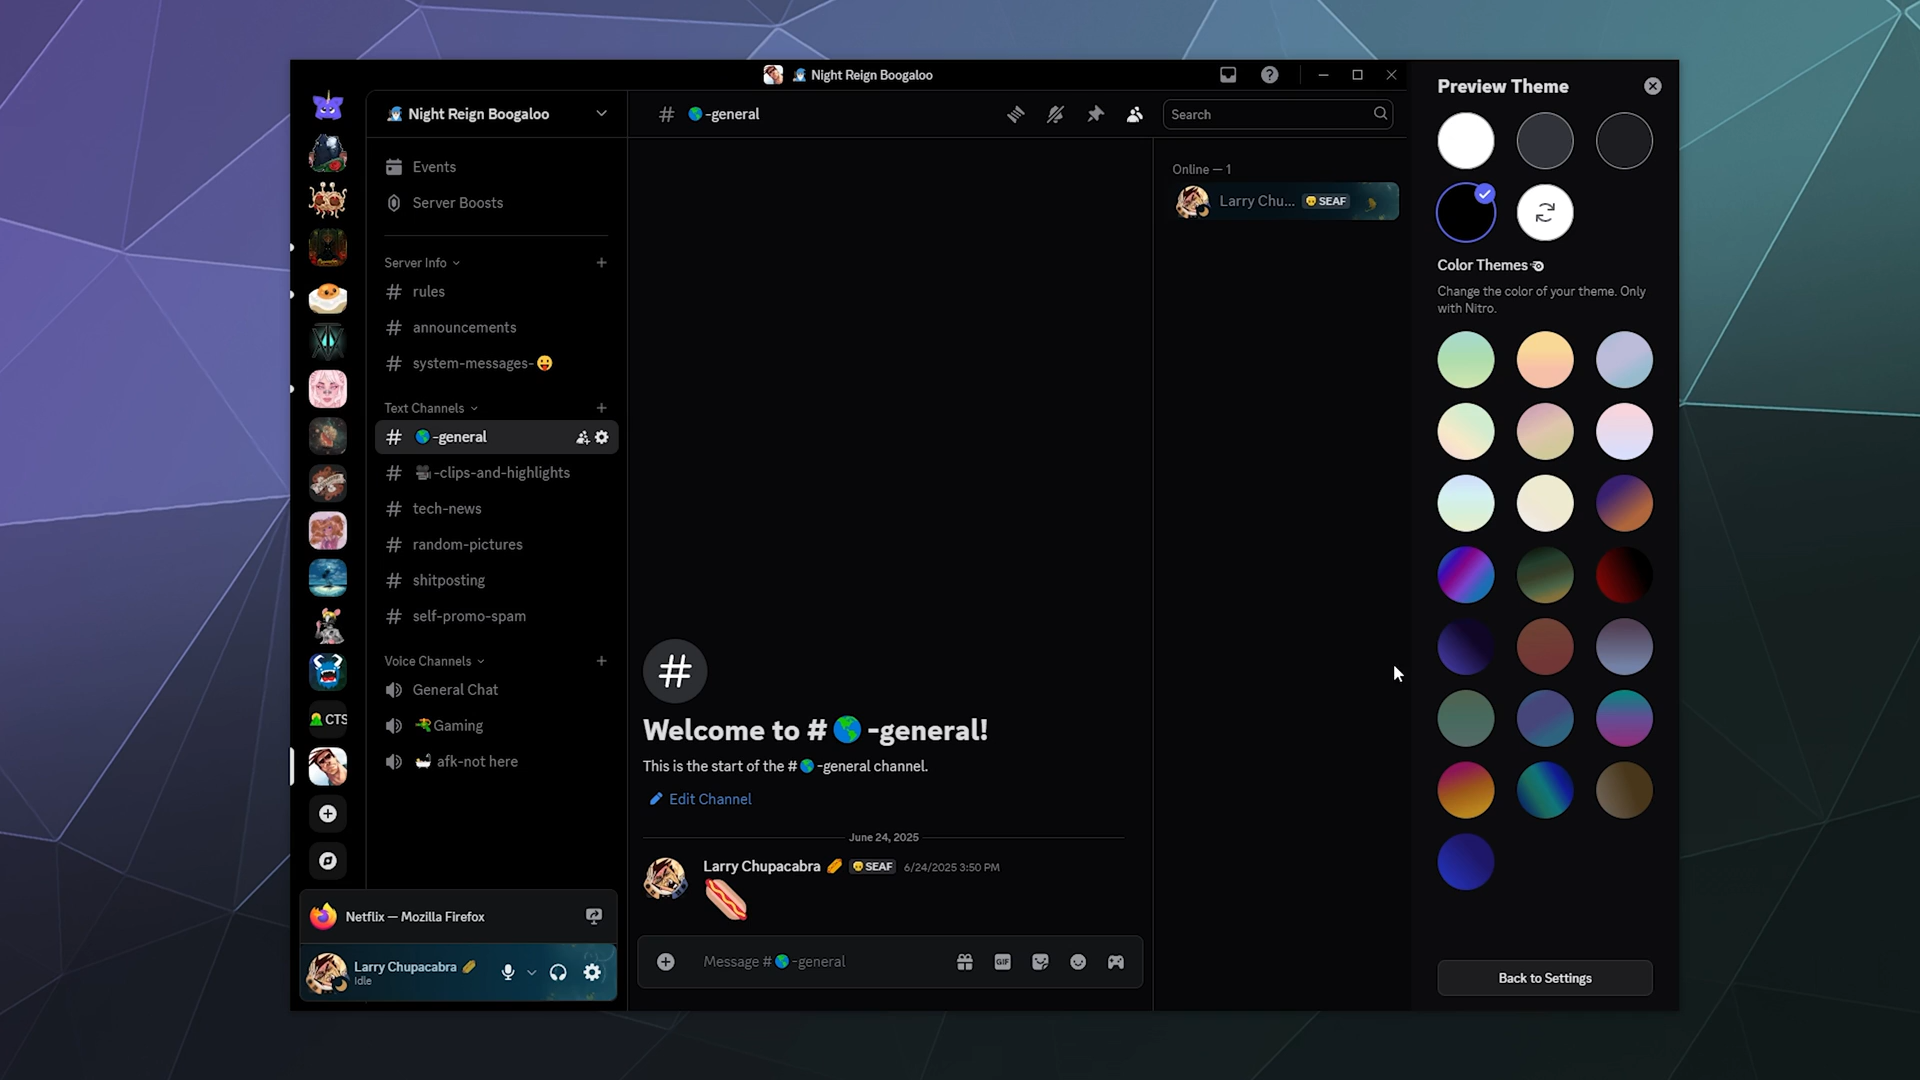 Night Reign Boogaloo
Night Reign Boogaloo
Events
Server Boosts
Server Info
# rules
# announcements
# system-messages-😛
Text Channels
# 🌎-general
# 🎥-clips-and-highlights
# tech-news
# random-pictures
# shitposting
# self-promo-spam
Voice Channels
General Chat
🔫Gaming
afk-not here
CTS
Netflix — Mozilla Firefox
Larry Chupacabra
Idle
# 🌎-general
Search
#
Welcome to # 🌎 -general!
This is the start of the # 🌎 -general channel.
Edit Channel
June 24, 2025
Larry Chupacabra SEAF 6/24/2025 3:50 PM
🌭
Message # 🌎-general
GIF
Online — 1
Larry Chu... SEAF
Preview Theme
Color Themes
Change the color of your theme. Only
with Nitro.
Back to Settings